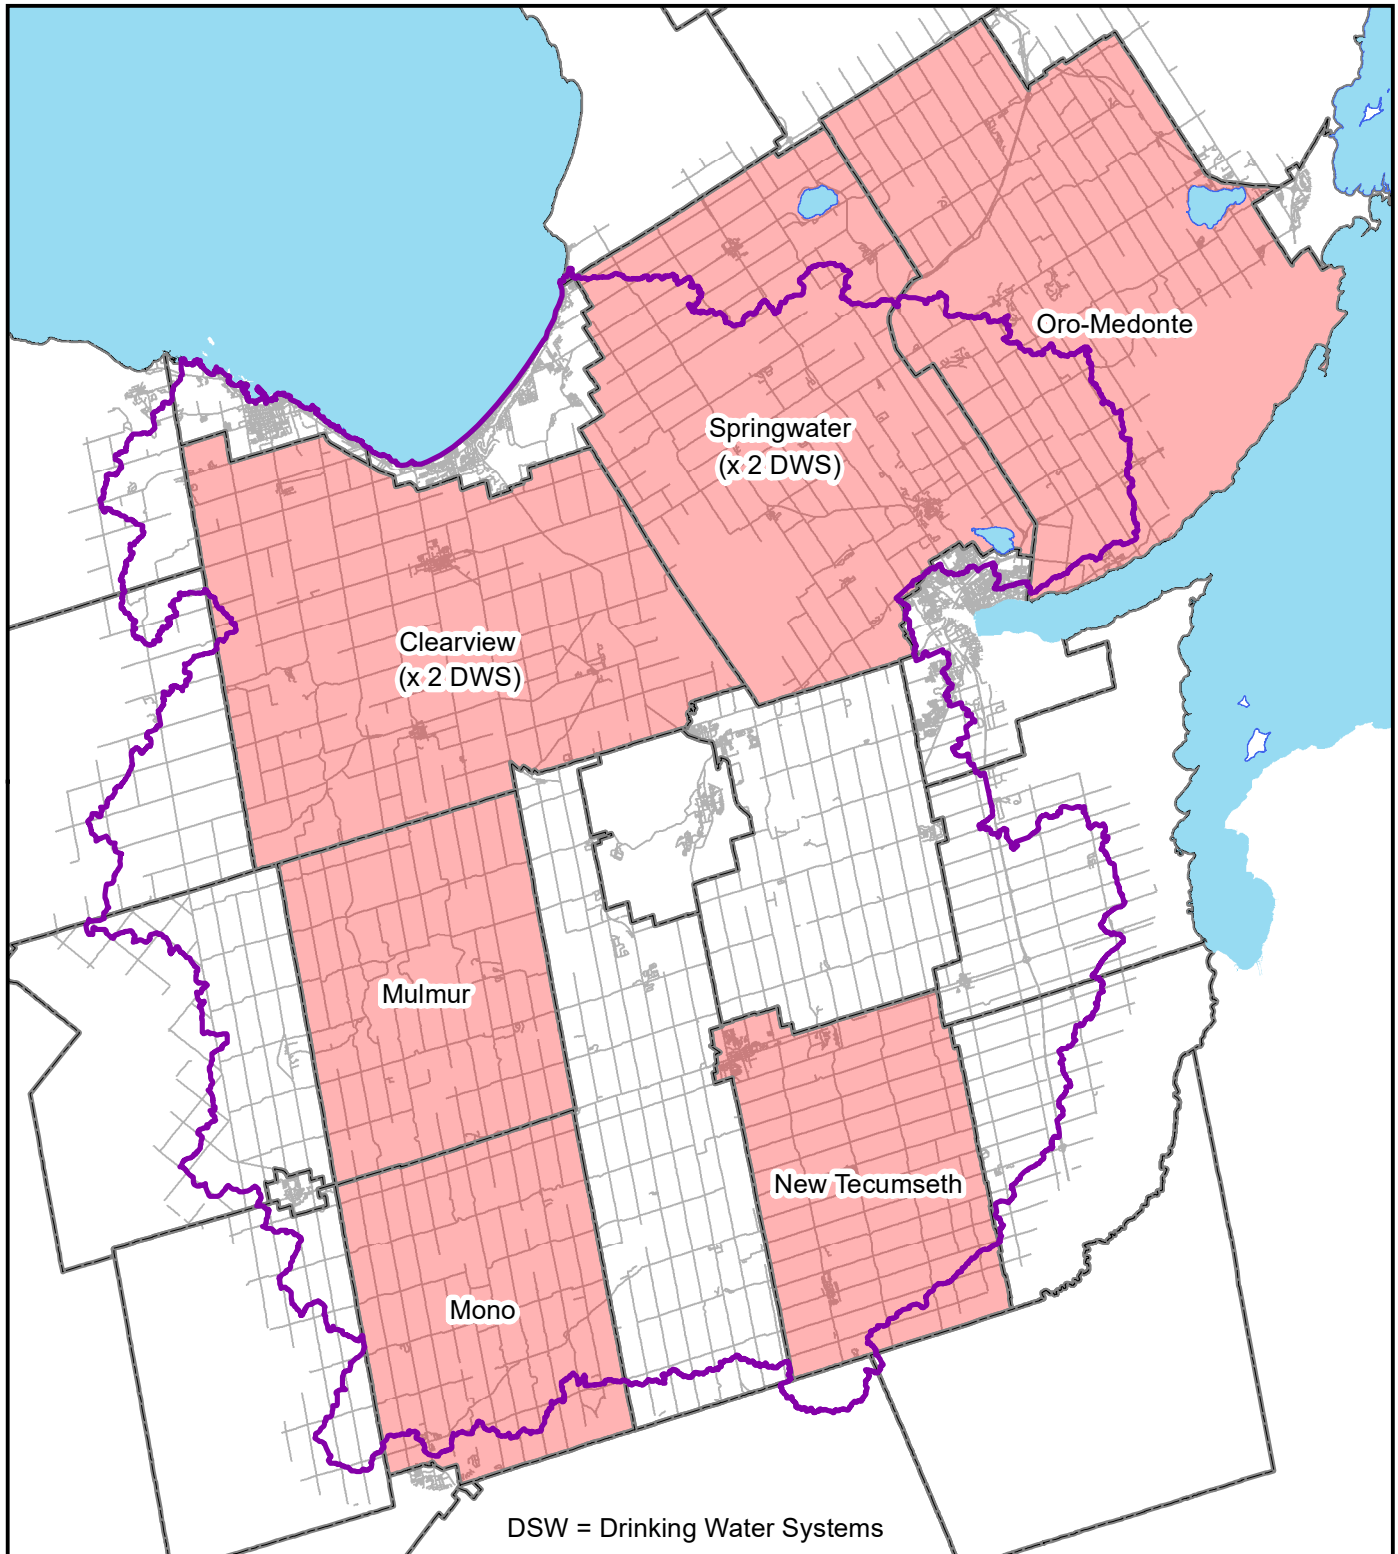 Oro-Medonte
Springwater
(x 2 DWS)
Clearview
(x 2 DWS)
Mulmur
New Tecumseth
Mono
DSW = Drinking Water Systems